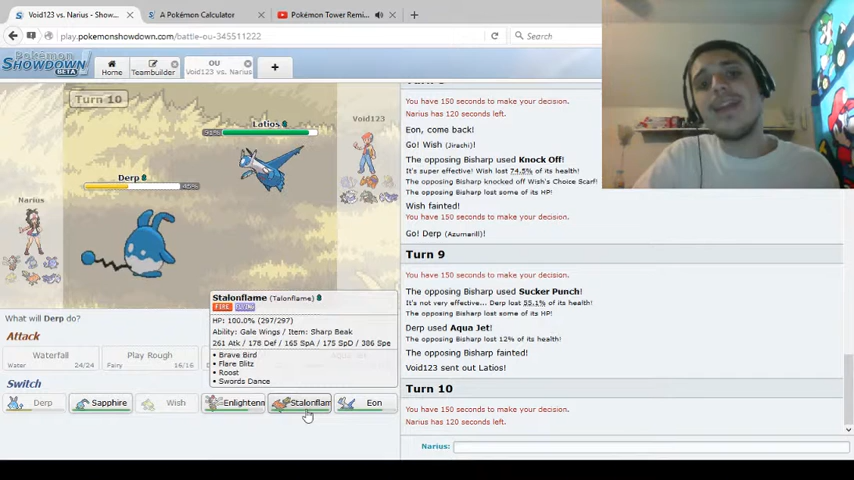 Void123 vs. Narius - Show...
A Pokémon Calculator
Pokémon Tower Remi...
play.pokemonshowdown.com/battle-ou-345511222
Search
Pokémon
SHOWDOWN
BETA
Home
Teambuilder
OU
Void123 vs. Narius
Turn 10
Latios
91%
Void123
Derp
45%
Narius
Stalonflame (Talonflame)
FIRE
HP: 100.0% (297/297)
Ability: Gale Wings / Item: Sharp Beak
261 Atk / 178 Def / 165 SpA / 175 SpD / 386 Spe
• Brave Bird
• Flare Blitz
• Roost
• Swords Dance
What will Derp do?
Attack
Waterfall
Water 24/24
Play Rough
Fairy 16/16
Switch
Derp
Sapphire
Wish
Enlightenm
Stalonflam
Eon
You have 150 seconds to make your decision.
Narius has 120 seconds left.
Eon, come back!
Go! Wish (Jirachi)!
The opposing Bisharp used Knock Off!
It's super effective! Wish lost 74.5% of its health!
The opposing Bisharp knocked off Wish's Choice Scarf!
The opposing Bisharp lost some of its HP!
Wish fainted!
You have 150 seconds to make your decision.
Go! Derp (Azumarill)!
Turn 9
You have 150 seconds to make your decision.
The opposing Bisharp used Sucker Punch!
It's not very effective... Derp lost 55.1% of its health!
The opposing Bisharp lost some of its HP!
Derp used Aqua Jet!
The opposing Bisharp lost 12% of its health!
The opposing Bisharp fainted!
Void123 sent out Latios!
Turn 10
You have 150 seconds to make your decision.
Narius has 120 seconds left.
Narius: